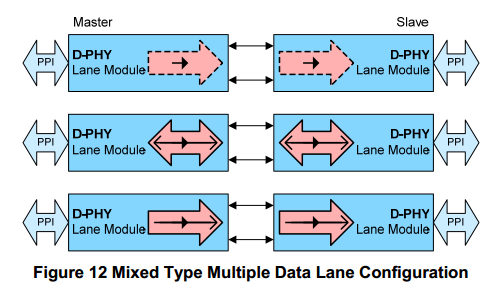 Master Slave
PPI D-PHY Lane Module D-PHY Lane Module PPI
PPI D-PHY Lane Module D-PHY Lane Module PPI
PPI D-PHY Lane Module D-PHY Lane Module PPI
Figure 12 Mixed Type Multiple Data Lane Configuration